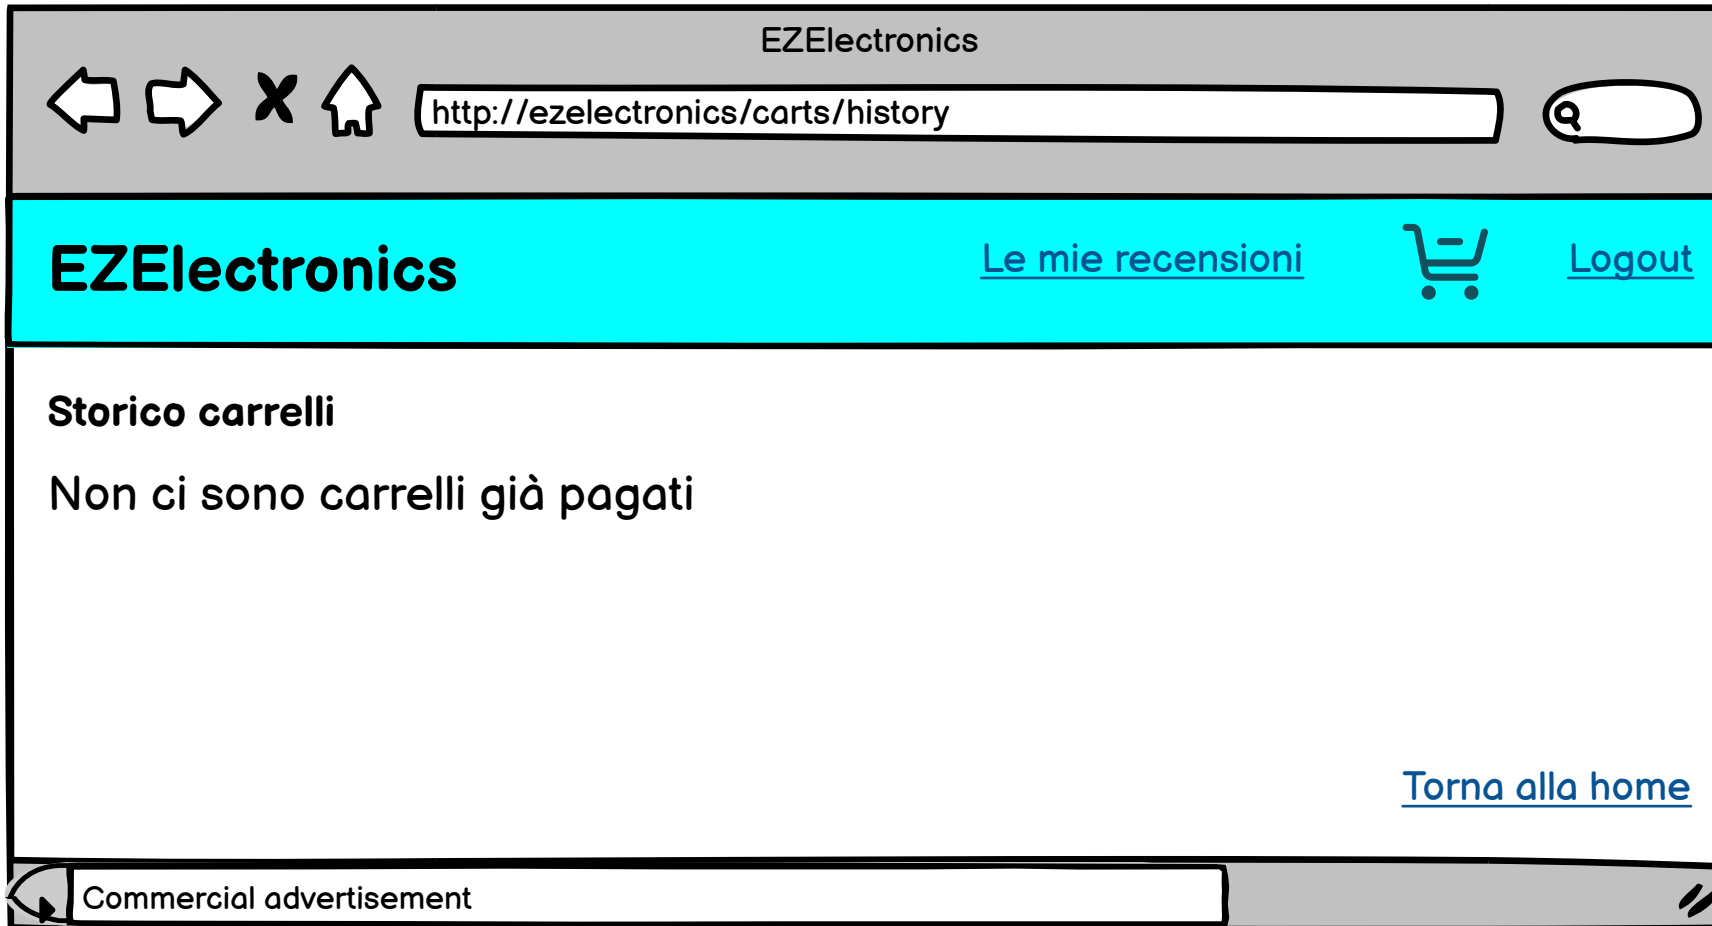 EZElectronics
http://ezelectronics/carts/history
EZElectronics
Le mie recensioni
Logout
Storico carrelli
Non ci sono carrelli già pagati
Torna alla home
Commercial advertisement